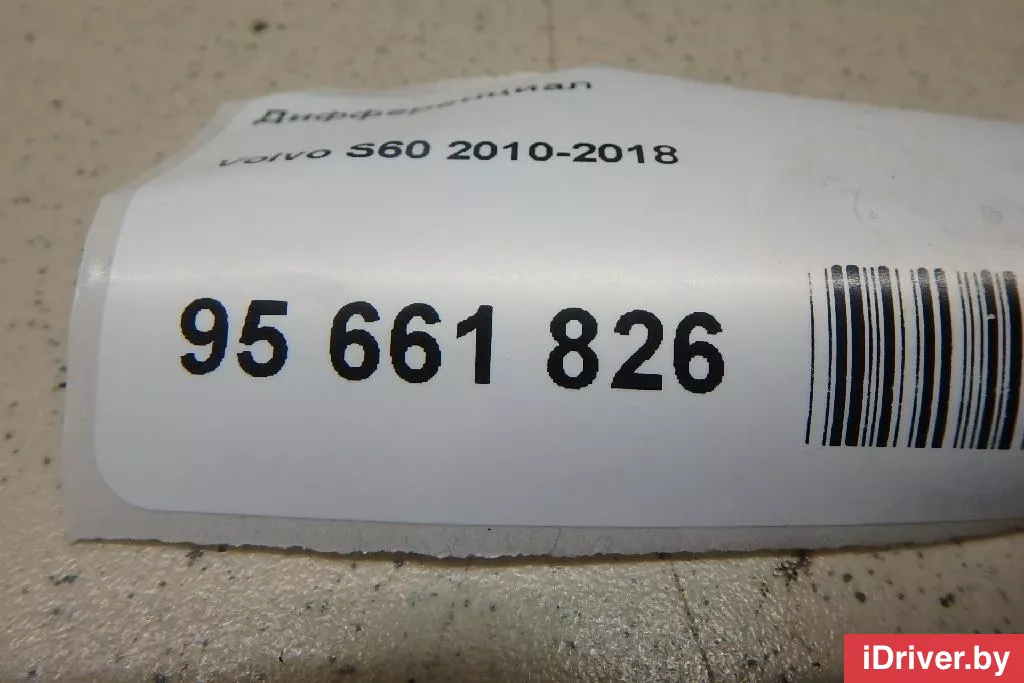 Дифференциал
Volvo S60 2010-2018
95 661 826
iDriver.by